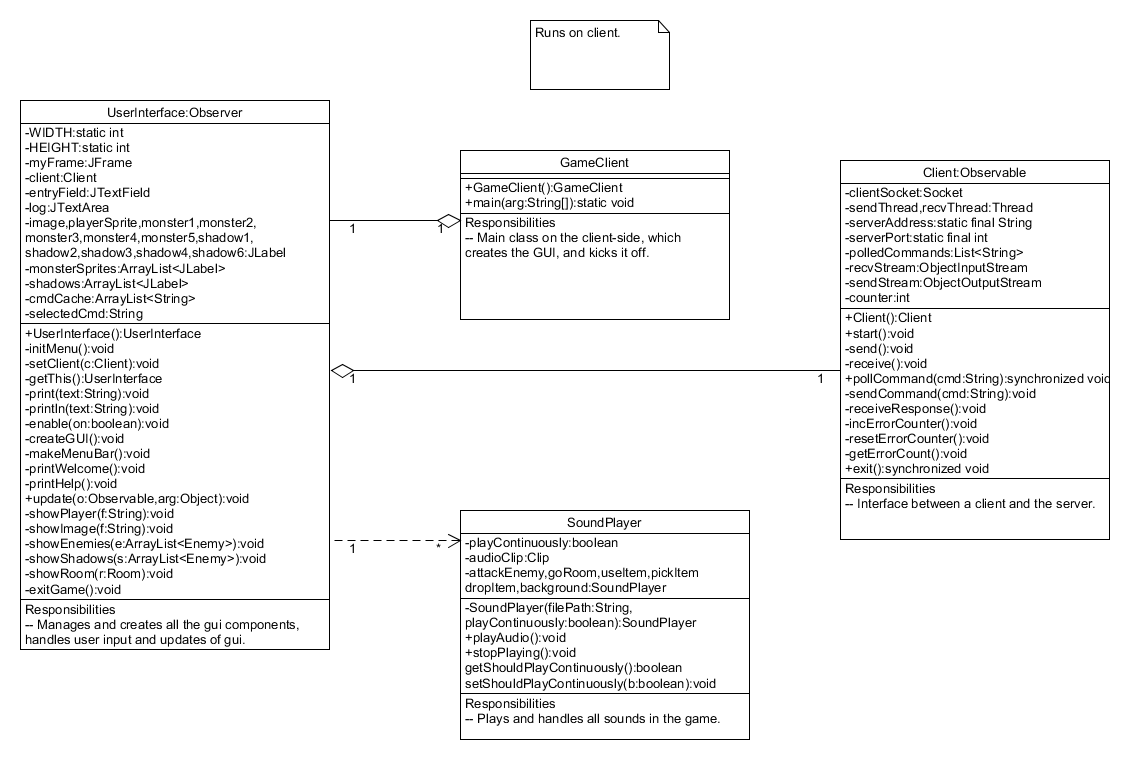 Runs on client.
UserInterface:Observer
-WIDTH:static int
-HEIGHT:static int
-myFrame:JFrame
-client:Client
-entryField:JTextField
-log:JTextArea
-image,playerSprite,monster1,monster2,
monster3,monster4,monster5,shadow1,
shadow2,shadow3,shadow4,shadow6:JLabel
-monsterSprites:ArrayList<JLabel>
-shadows:ArrayList<JLabel>
-cmdCache:ArrayList<String>
-selectedCmd:String
+UserInterface():UserInterface
-initMenu():void
-setClient(c:Client):void
-getThis():UserInterface
-print(text:String):void
-println(text:String):void
-enable(on:boolean):void
-createGUI():void
-makeMenuBar():void
-printWelcome():void
-printHelp():void
+update(o:Observable,arg:Object):void
-showPlayer(f:String):void
-showImage(f:String):void
-showEnemies(e:ArrayList<Enemy>):void
-showShadows(s:ArrayList<Enemy>):void
-showRoom(r:Room):void
-exitGame():void
Responsibilities
-- Manages and creates all the gui components,
handles user input and updates of gui.
1
1
GameClient
+GameClient():GameClient
+main(arg:String[]):static void
Responsibilities
-- Main class on the client-side, which
creates the GUI, and kicks it off.
1
1
Client:Observable
-clientSocket:Socket
-sendThread,recvThread:Thread
-serverAddress:static final String
-serverPort:static final int
-polledCommands:List<String>
-recvStream:ObjectInputStream
-sendStream:ObjectOutputStream
-counter:int
+Client():Client
+start():void
-send():void
-receive():void
+pollCommand(cmd:String):synchronized void
-sendCommand(cmd:String):void
-receiveResponse():void
-incErrorCounter():void
-resetErrorCounter():void
-getErrorCount():void
+exit():synchronized void
Responsibilities
-- Interface between a client and the server.
1
*
SoundPlayer
-playContinuously:boolean
-audioClip:Clip
-attackEnemy,goRoom,useItem,pickItem
dropItem,background:SoundPlayer
-SoundPlayer(filePath:String,
playContinuously:boolean):SoundPlayer
+playAudio():void
+stopPlaying():void
getShouldPlayContinuously():boolean
setShouldPlayContinuously(b:boolean):void
Responsibilities
-- Plays and handles all sounds in the game.